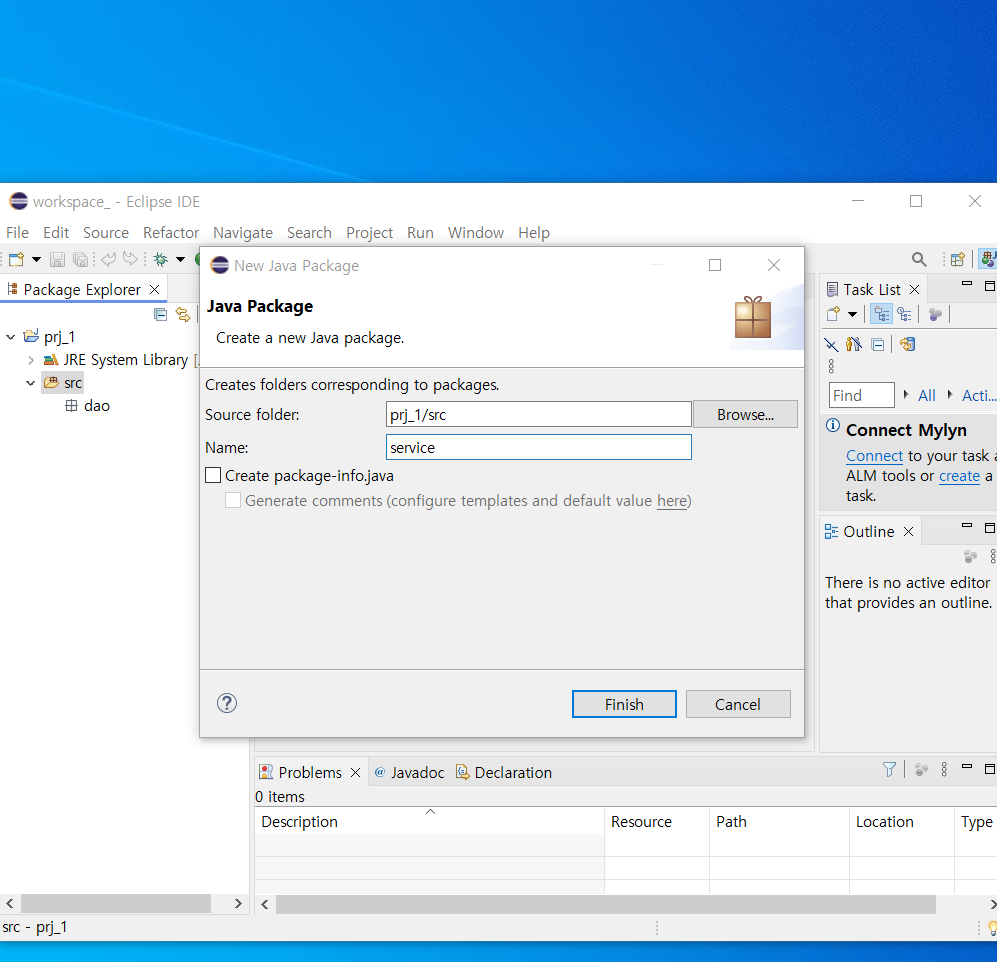 workspace_ - Eclipse IDE
File Edit Source Refactor Navigate Search Project Run Window Help
Package Explorer
prj_1
JRE System Library [
src
dao
New Java Package
Java Package
Create a new Java package.
Creates folders corresponding to packages.
Source folder: prj_1/src Browse...
Name: service
Create package-info.java
Generate comments (configure templates and default value here)
Finish Cancel
Task List
Find All Acti...
Connect Mylyn
Connect to your task a
ALM tools or create a
task.
Outline
There is no active editor
that provides an outline.
Problems @ Javadoc Declaration
0 items
Description Resource Path Location Type
src - prj_1